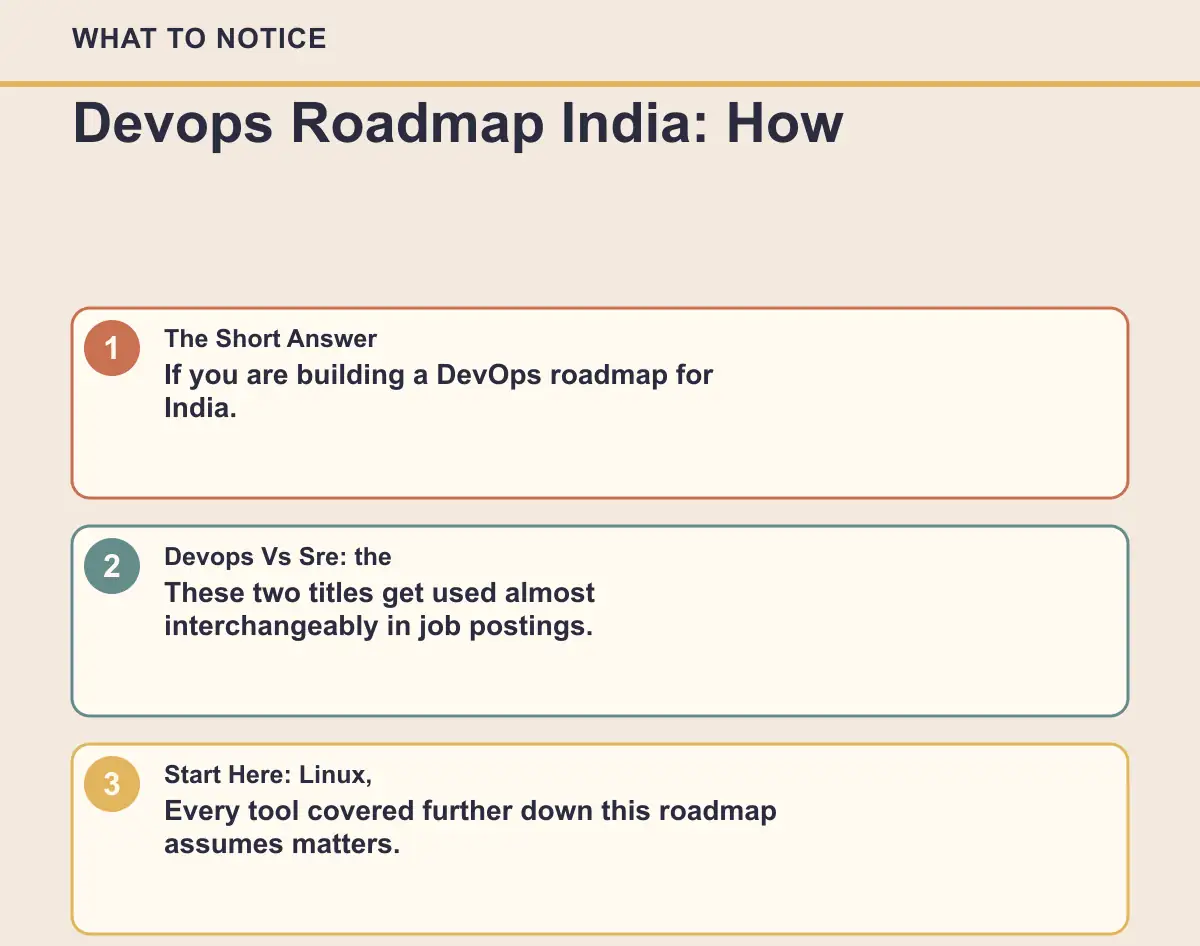 WHAT TO NOTICE
Devops Roadmap India: How
1
The Short Answer
If you are building a DevOps roadmap for
India.
2
Devops Vs Sre: the
These two titles get used almost
interchangeably in job postings.
3
Start Here: Linux,
Every tool covered further down this roadmap
assumes matters.